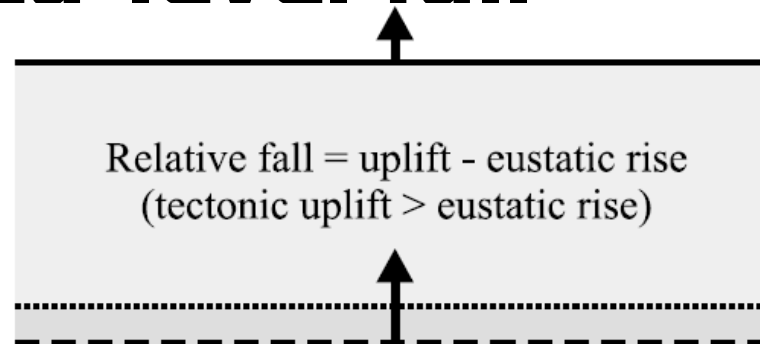 Relative fall = uplift - eustatic rise
(tectonic uplift > eustatic rise)